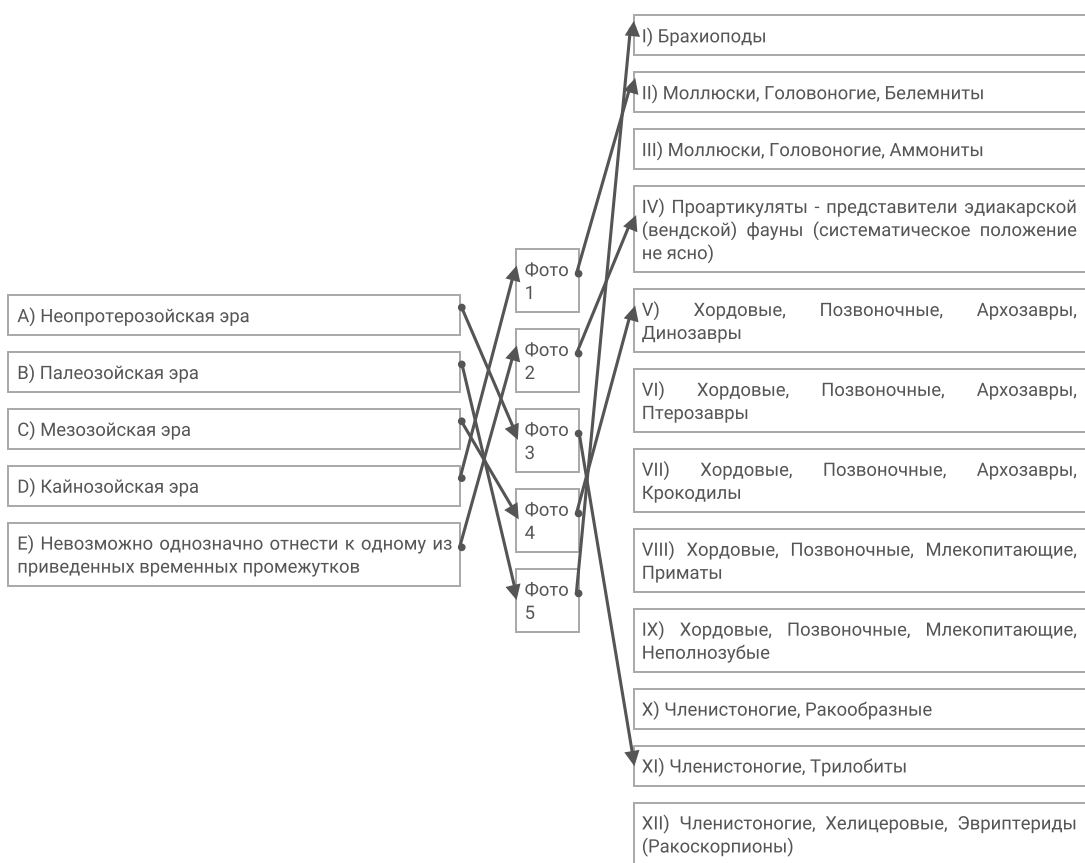 A) Неопротерозойская эра
B) Палеозойская эра
C) Мезозойская эра
D) Кайнозойская эра
E) Невозможно однозначно отнести к одному из
приведенных временных промежутков
Фото
1
Фото
2
Фото
3
Фото
4
Фото
5
I) Брахиоподы
II) Моллюски, Головоногие, Белемниты
III) Моллюски, Головоногие, Аммониты
IV) Проартикуляты - представители эдиакарской
(вендской) фауны (систематическое положение
не ясно)
V) Хордовые, Позвоночные, Архозавры,
Динозавры
VI) Хордовые, Позвоночные, Архозавры,
Птерозавры
VII) Хордовые, Позвоночные, Архозавры,
Крокодилы
VIII) Хордовые, Позвоночные, Млекопитающие,
Приматы
IX) Хордовые, Позвоночные, Млекопитающие,
Неполнозубые
X) Членистоногие, Ракообразные
XI) Членистоногие, Трилобиты
XII) Членистоногие, Хелицеровые, Эвриптериды
(Ракоскорпионы)